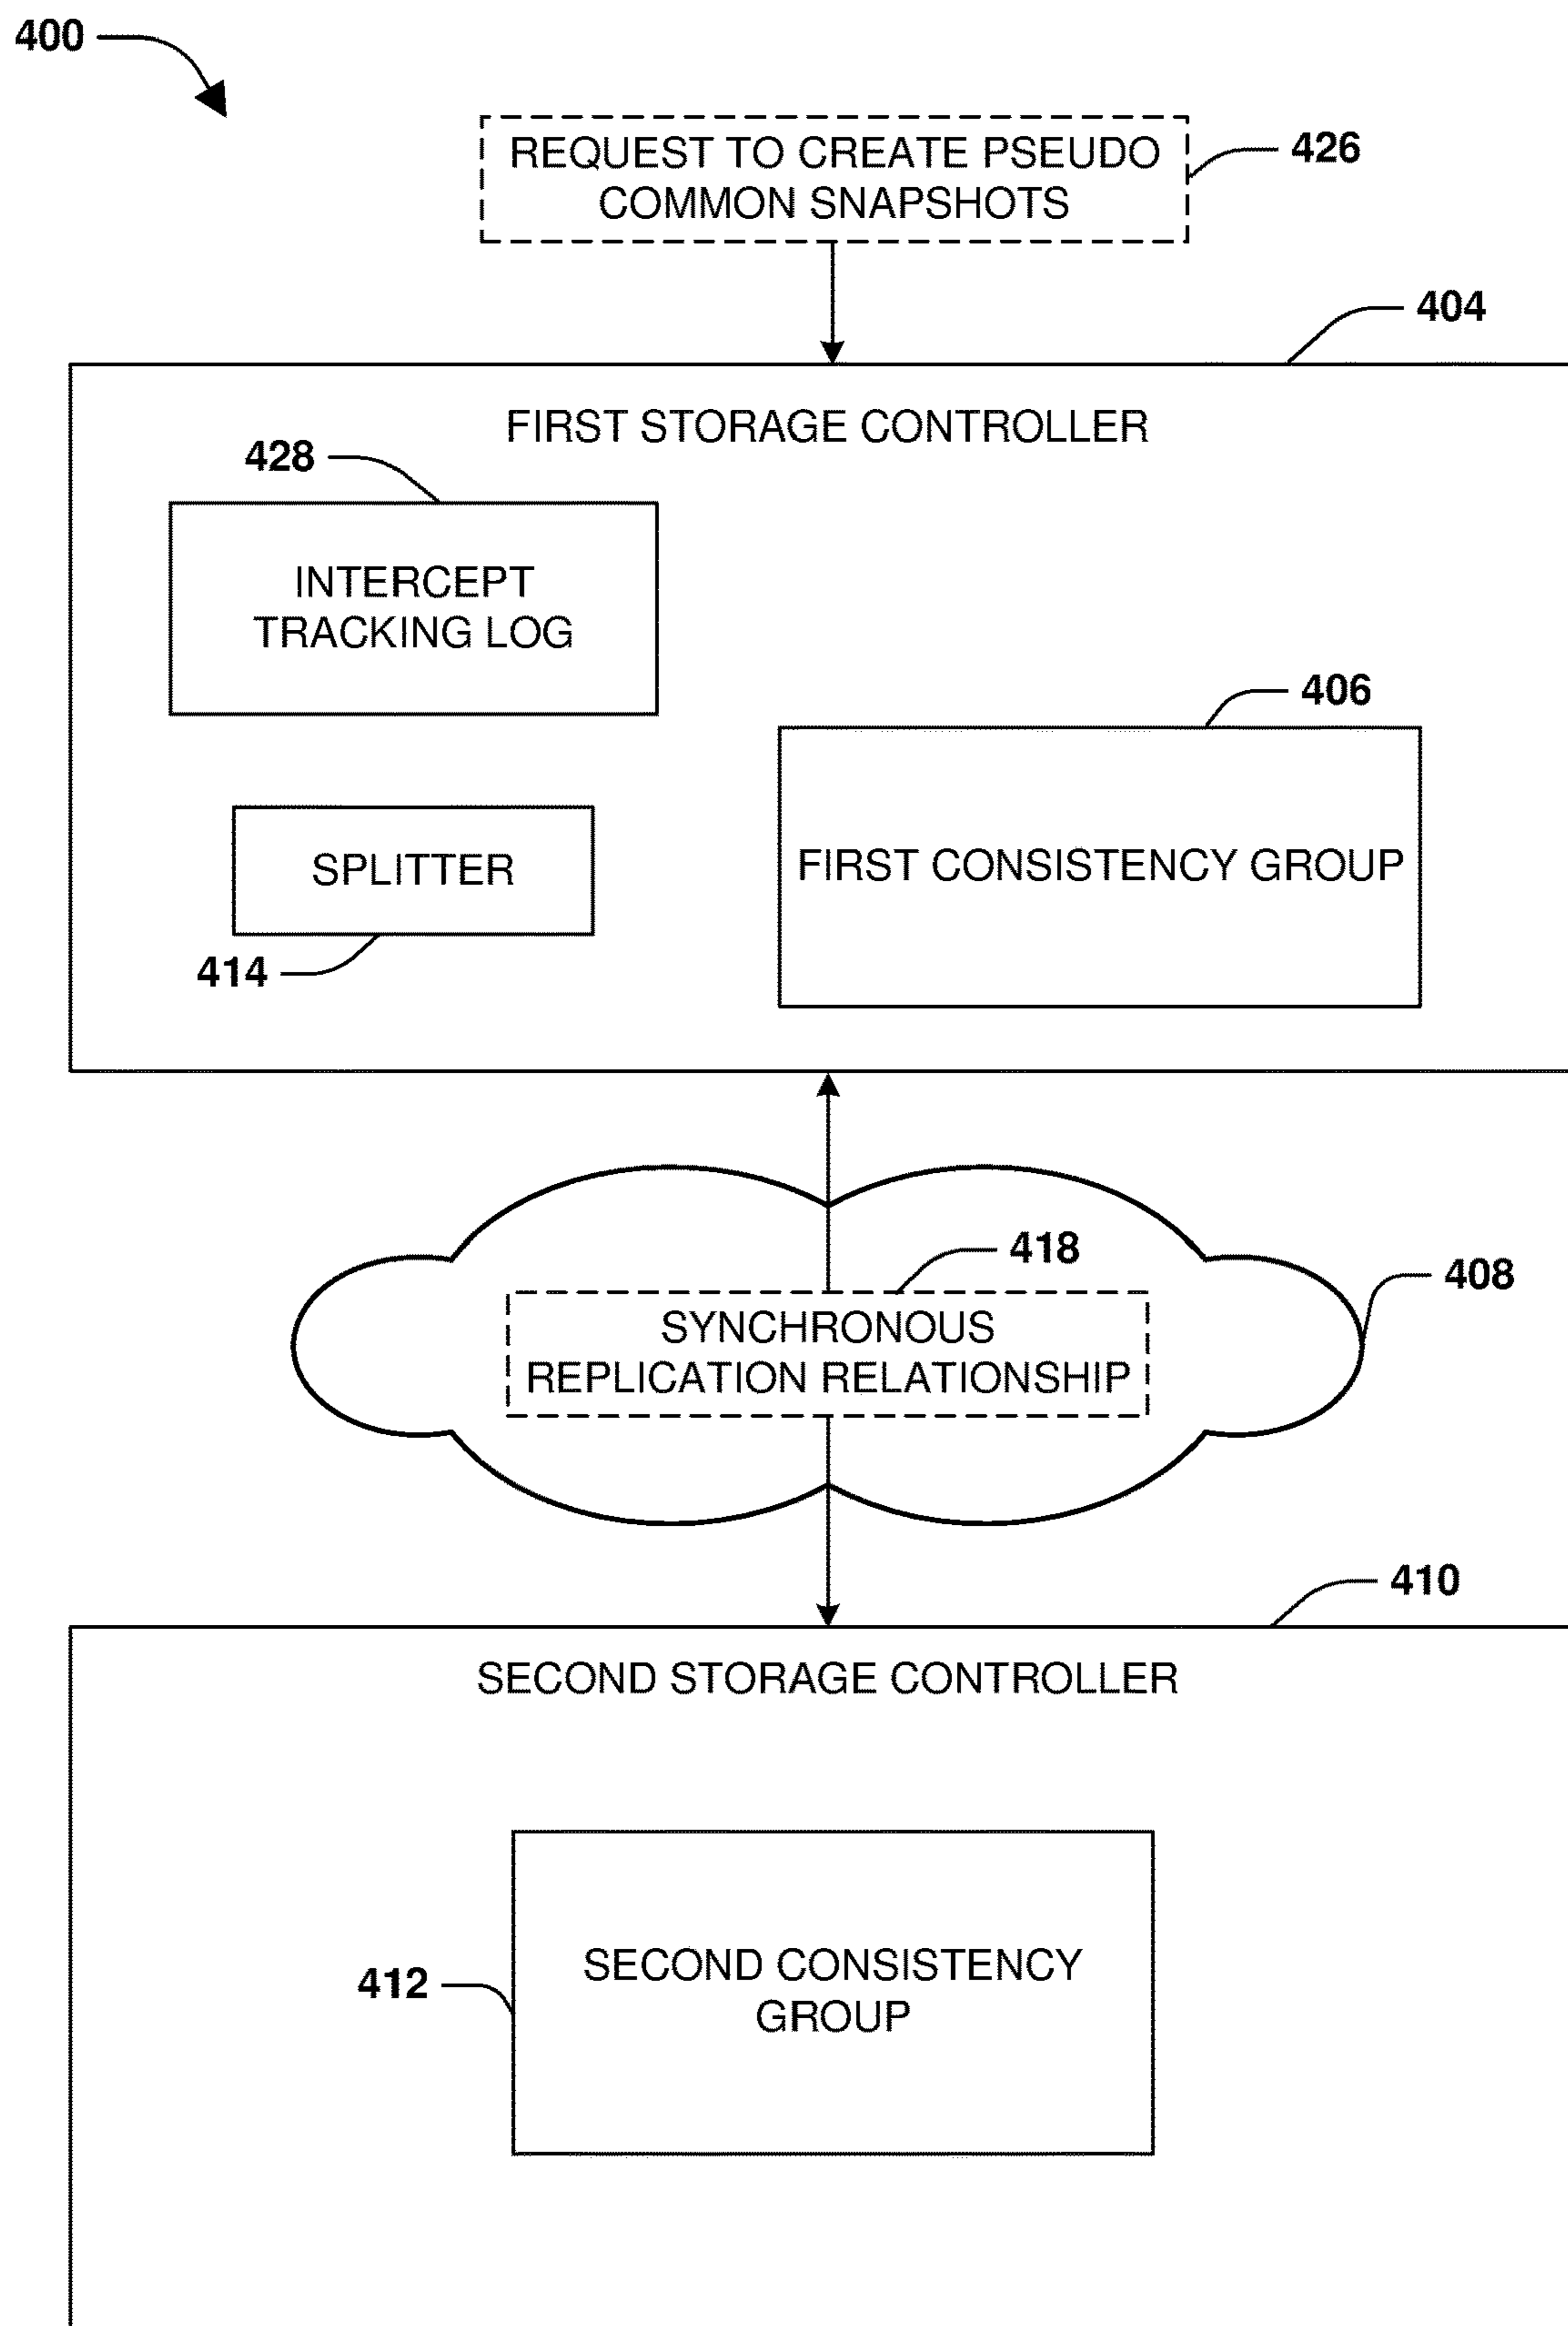 400
REQUEST TO CREATE PSEUDO
COMMON SNAPSHOTS
426
404
FIRST STORAGE CONTROLLER
428
INTERCEPT
TRACKING LOG
406
SPLITTER
FIRST CONSISTENCY GROUP
414
418
408
SYNCHRONOUS
REPLICATION RELATIONSHIP
410
SECOND STORAGE CONTROLLER
412
SECOND CONSISTENCY
GROUP